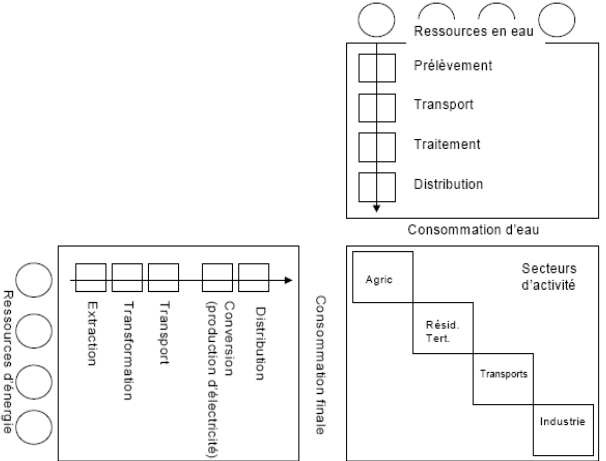 Ressources en eau
Prélèvement
Transport
Traitement
Distribution
Consommation d'eau
Ressources d'énergie
Extraction
Transformation
Transport
Conversion
(production d'électricité)
Distribution
Consommation finale
Secteurs
d'activité
Agric
Résid.
Tert.
Transports
Industrie